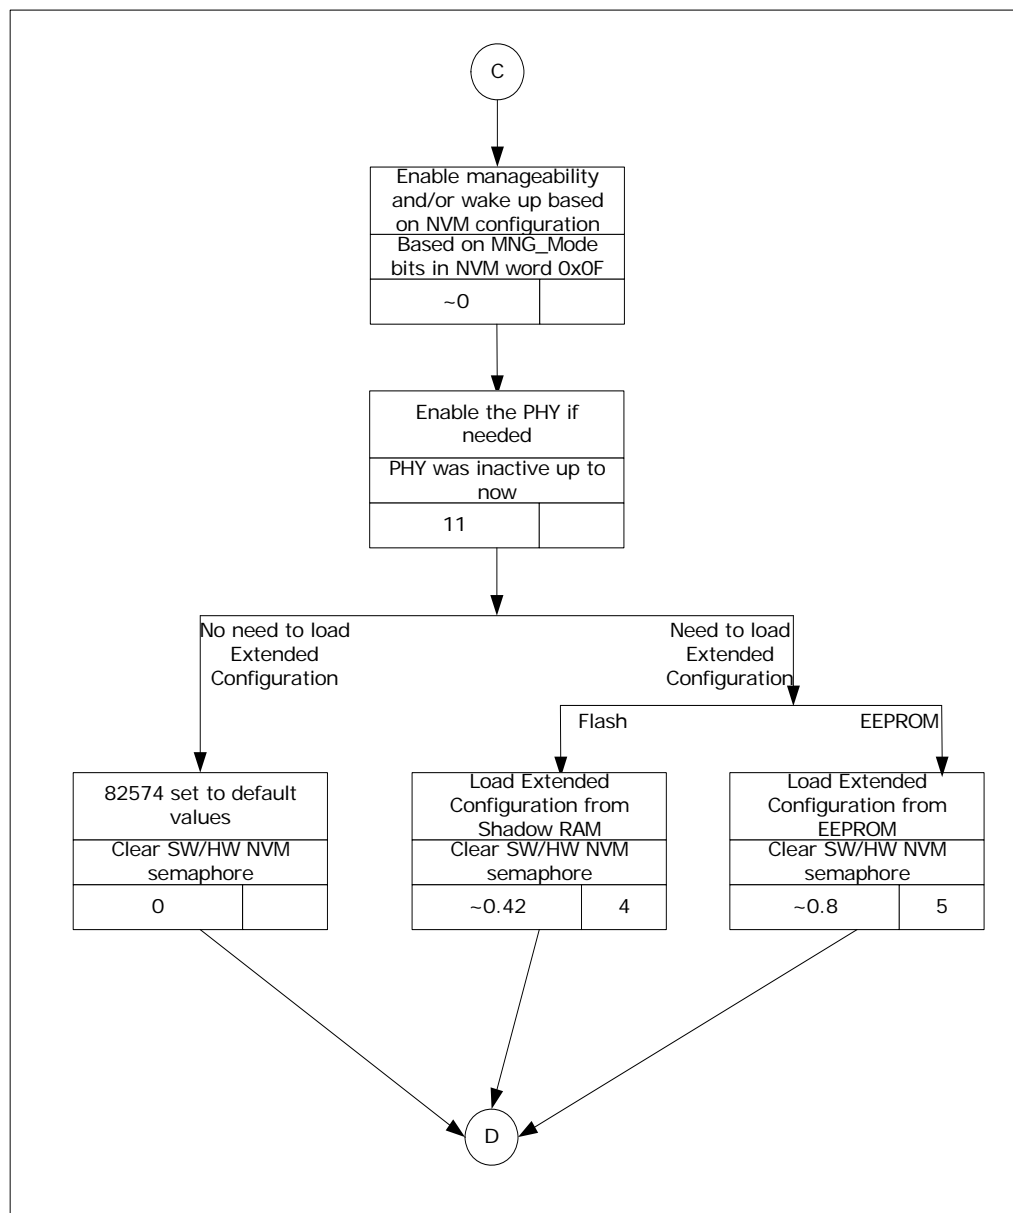 C
Enable manageability
and/or wake up based
on NVM configuration
Based on MNG_Mode
bits in NVM word 0x0F
~0
Enable the PHY if
needed
PHY was inactive up to
now
11
No need to load
Extended
Configuration
Need to load
Extended
Configuration
Flash
EEPROM
82574 set to default
values
Clear SW/HW NVM
semaphore
0
Load Extended
Configuration from
Shadow RAM
Clear SW/HW NVM
semaphore
~0.42
4
Load Extended
Configuration from
EEPROM
Clear SW/HW NVM
semaphore
~0.8
5
D